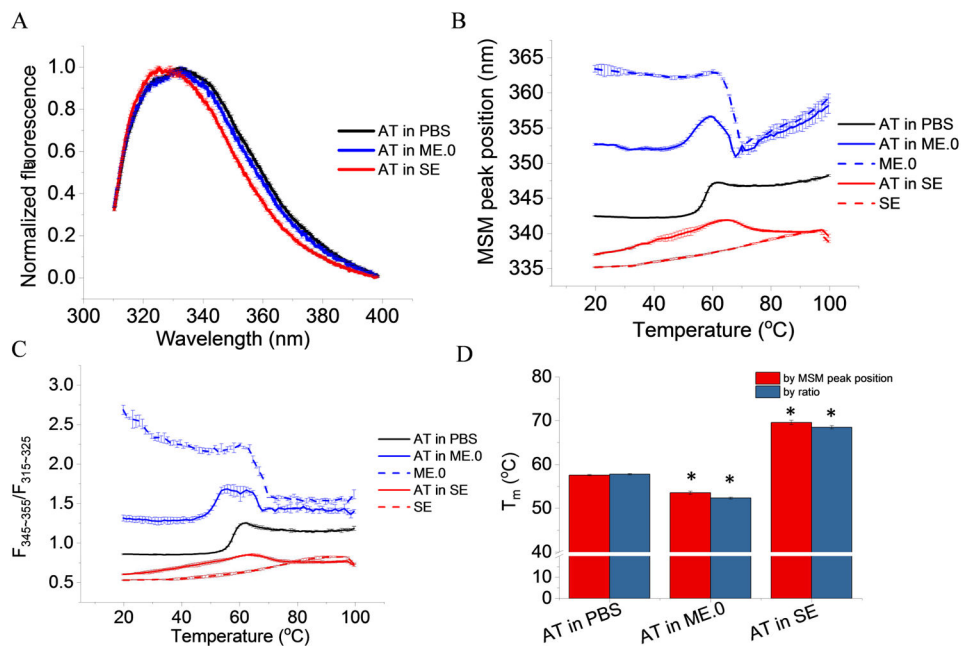 A
Normalized fluorescence
1.0
0.8
0.6
0.4
0.2
0.0
300 320 340 360 380 400
Wavelength (nm)
AT in PBS
AT in ME.0
AT in SE
B
MSM peak position (nm)
365
360
355
350
345
340
335
20 40 60 80 100
Temperature (°C)
AT in PBS
AT in ME.0
ME.0
AT in SE
SE
C
F345~355/F315~325
3.0
2.5
2.0
1.5
1.0
0.5
20 40 60 80 100
Temperature (°C)
AT in PBS
AT in ME.0
ME.0
AT in SE
SE
D
by MSM peak position
by ratio
Tm (°C)
80
70
60
50
40
10
0
* * * *
AT in PBS AT in ME.0 AT in SE